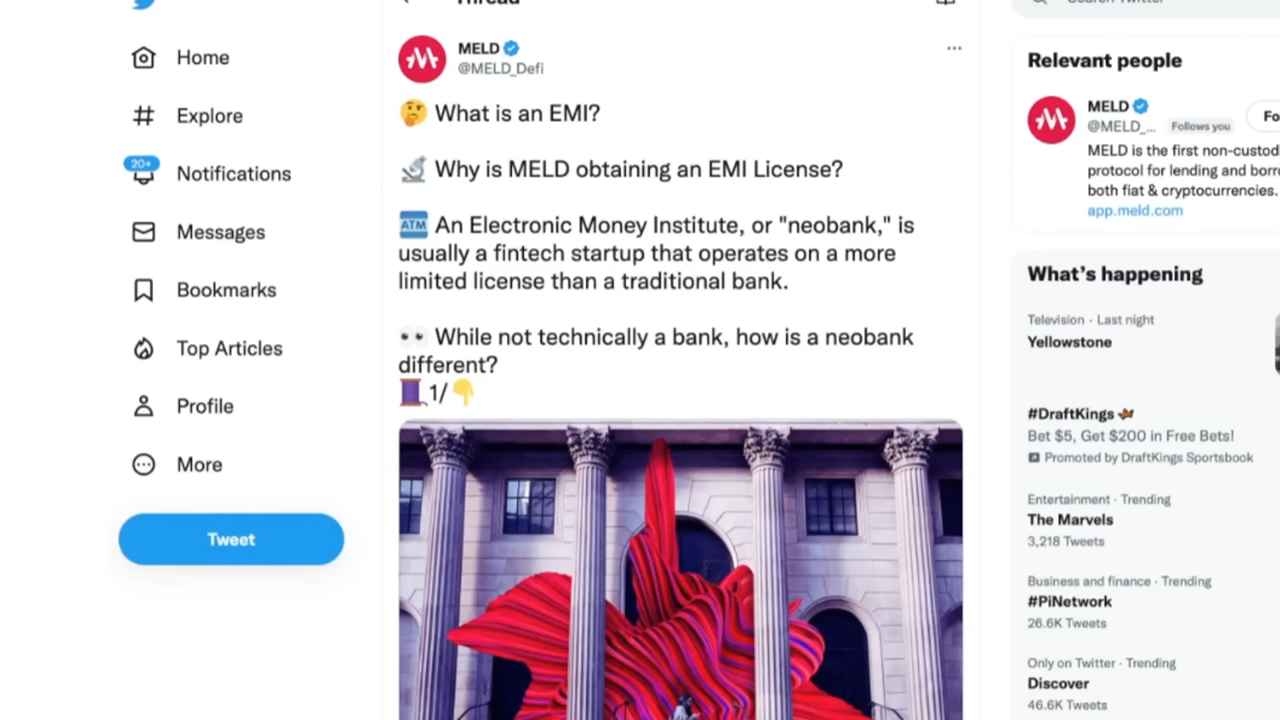 Thread
Search Twitter
Home
Explore
20+
Notifications
Messages
Bookmarks
Top Articles
Profile
More
Tweet
MELD
@MELD_Defi
What is an EMI?
Why is MELD obtaining an EMI License?
ATM An Electronic Money Institute, or "neobank," is
usually a fintech startup that operates on a more
limited license than a traditional bank.
While not technically a bank, how is a neobank
different?
1/
Relevant people
MELD
@MELD_... Follows you
Fo
MELD is the first non-custodi
protocol for lending and borro
both fiat & cryptocurrencies.
app.meld.com
What's happening
Television · Last night
Yellowstone
#DraftKings
Bet $5, Get $200 in Free Bets!
Promoted by DraftKings Sportsbook
Entertainment · Trending
The Marvels
3,218 Tweets
Business and finance · Trending
#PiNetwork
26.6K Tweets
Only on Twitter · Trending
Discover
46.6K Tweets